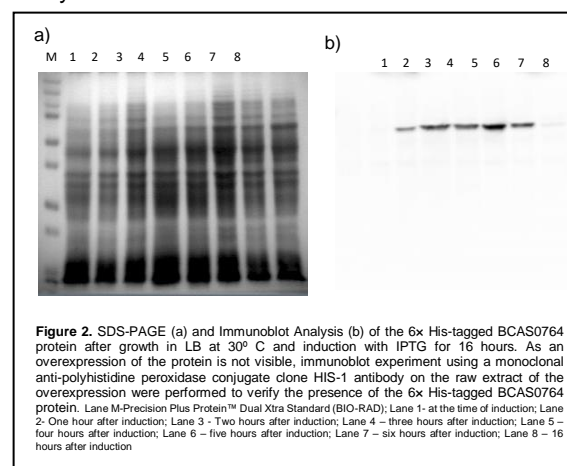 a)
b)
M 1 2 3 4 5 6 7 8
1 2 3 4 5 6 7 8
Figure 2. SDS-PAGE (a) and Immunoblot Analysis (b) of the 6× His-tagged BCAS0764
protein after growth in LB at 30º C and induction with IPTG for 16 hours. As an
overexpression of the protein is not visible, immunoblot experiment using a monoclonal
anti-polyhistidine peroxidase conjugate clone HIS-1 antibody on the raw extract of the
overexpression were performed to verify the presence of the 6× His-tagged BCAS0764
protein. Lane M-Precision Plus Protein™ Dual Xtra Standard (BIO-RAD); Lane 1- at the time of induction; Lane
2- One hour after induction; Lane 3 - Two hours after induction; Lane 4 – three hours after induction; Lane 5 –
four hours after induction; Lane 6 – five hours after induction; Lane 7 – six hours after induction; Lane 8 – 16
hours after induction